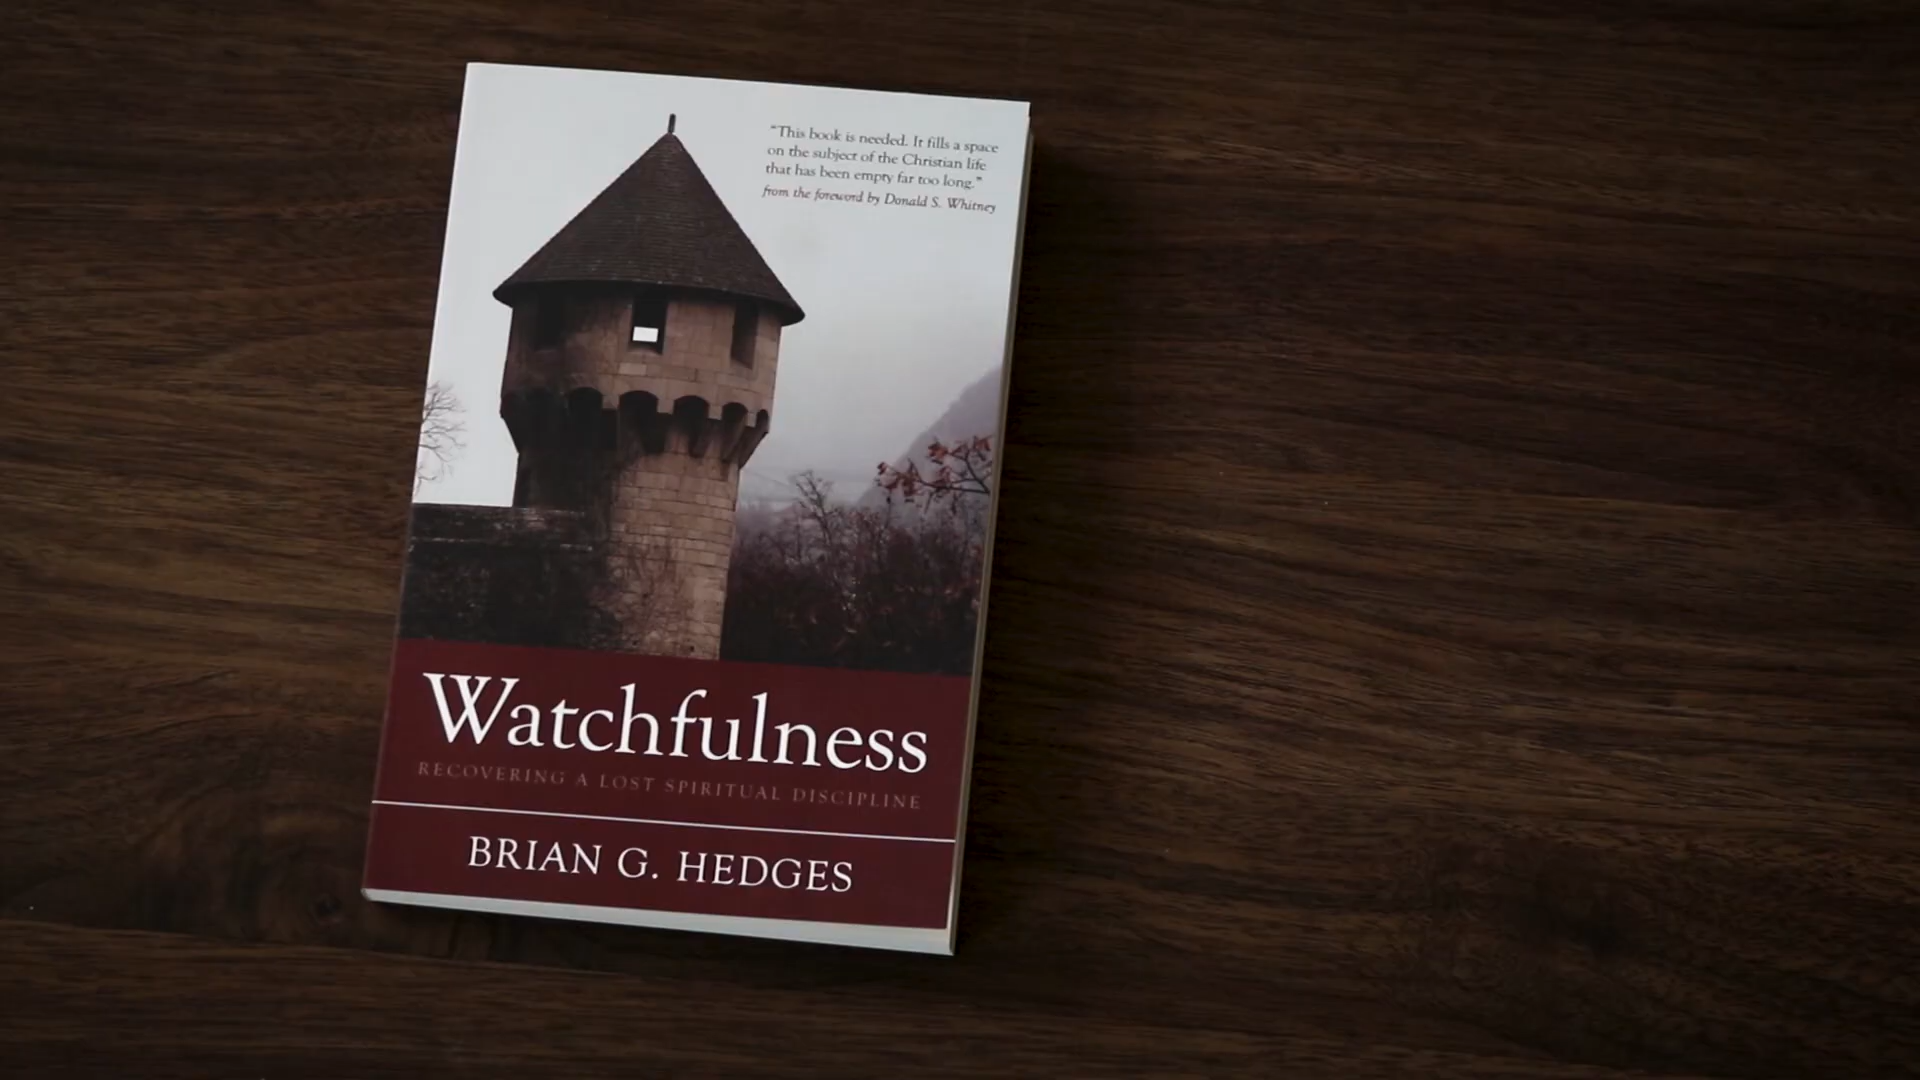 "This book is needed. It fills a space
on the subject of the Christian life
that has been empty far too long."
from the foreword by Donald S. Whitney
Watchfulness
RECOVERING A LOST SPIRITUAL DISCIPLINE
BRIAN G. HEDGES